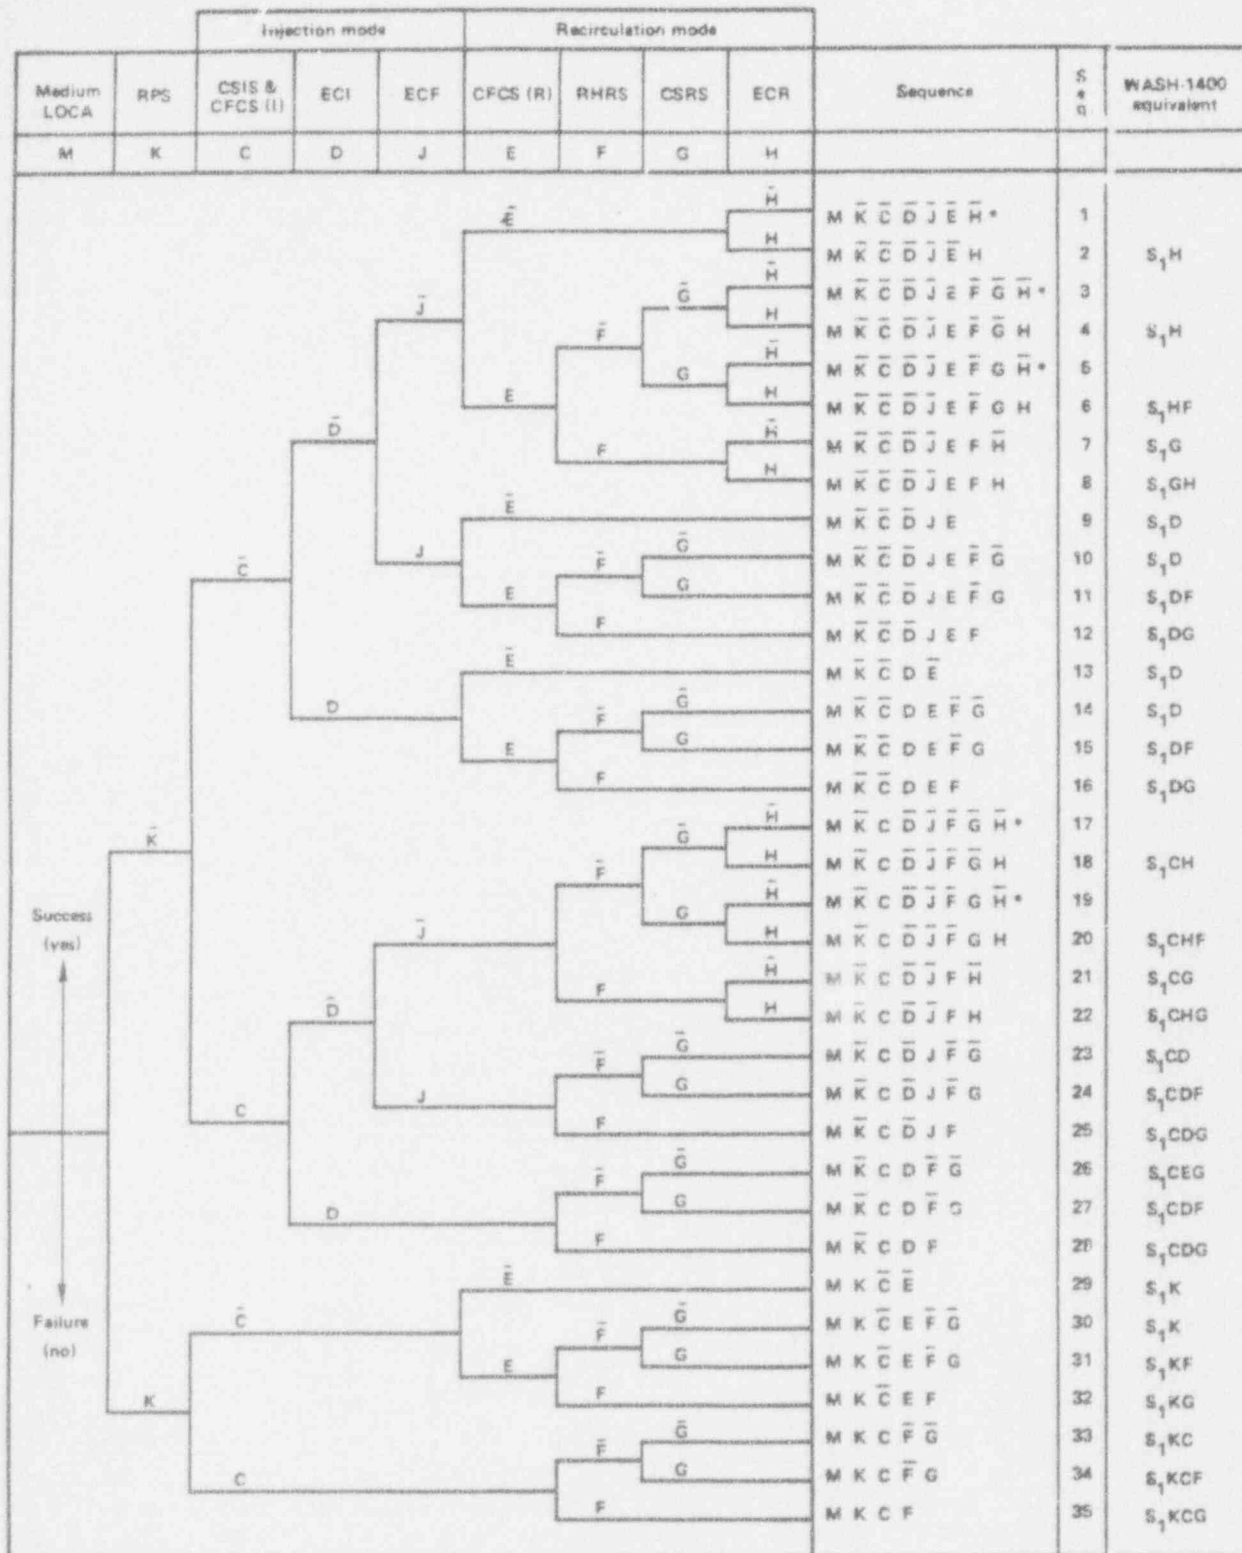 Injection mode Recirculation mode
Medium LOCA RPS CSIS & CFCS (I) ECI ECF CFCS (R) RHRS CSRS ECR Sequence Seq WASH-1400 equivalent
M K C D J E F G H
H̄
Ē M K̄ C̄ D̄ J̄ Ē H̄* 1
H M K̄ C̄ D̄ J̄ Ē H 2 S₁H
H̄
Ḡ M K̄ C̄ D̄ J̄ E F̄ Ḡ H̄* 3
J̄ H
F̄ M K̄ C̄ D̄ J̄ E F̄ Ḡ H 4 S₁H
H̄
G M K̄ C̄ D̄ J̄ E F̄ G H̄* 5
E H M K̄ C̄ D̄ J̄ E F̄ G H 6 S₁HF
D̄ H̄
F M K̄ C̄ D̄ J̄ E F H̄ 7 S₁G
H M K̄ C̄ D̄ J̄ E F H 8 S₁GH
Ē M K̄ C̄ D̄ J E 9 S₁D
Ḡ
J F̄ M K̄ C̄ D̄ J E F̄ Ḡ 10 S₁D
C̄ G
E M K̄ C̄ D̄ J E F̄ G 11 S₁DF
F M K̄ C̄ D̄ J E F 12 S₁DG
Ē M K̄ C̄ D Ē 13 S₁D
Ḡ
D F̄ M K̄ C̄ D E F̄ Ḡ 14 S₁D
G
E M K̄ C̄ D E F̄ G 15 S₁DF
F M K̄ C̄ D E F 16 S₁DG
H̄
K̄ Ḡ M K̄ C D̄ J̄ F̄ Ḡ H̄* 17
H
F̄ M K̄ C D̄ J̄ F̄ Ḡ H 18 S₁CH
H̄
Success G M K̄ C D̄ J̄ F̄ G H̄* 19
(yes) J̄ H M K̄ C D̄ J̄ F̄ G H 20 S₁CHF
H̄
F M K̄ C D̄ J̄ F H̄ 21 S₁CG
D̄ H M K̄ C D̄ J̄ F H 22 S₁CHG
Ḡ
F̄ M K̄ C D̄ J F̄ Ḡ 23 S₁CD
J G M K̄ C D̄ J F̄ G 24 S₁CDF
C F M K̄ C D̄ J F 25 S₁CDG
Ḡ
F̄ M K̄ C D F̄ Ḡ 26 S₁CEG
D G M K̄ C D F̄ G 27 S₁CDF
F M K̄ C D F 28 S₁CDG
Ē M K C̄ Ē 29 S₁K
Failure C̄ F̄ Ḡ M K C̄ E F̄ Ḡ 30 S₁K
(no) E G M K C̄ E F̄ G 31 S₁KF
K F M K C̄ E F 32 S₁KG
F̄ Ḡ M K C F̄ Ḡ 33 S₁KC
C G M K C F̄ G 34 S₁KCF
F M K C F 35 S₁KCG